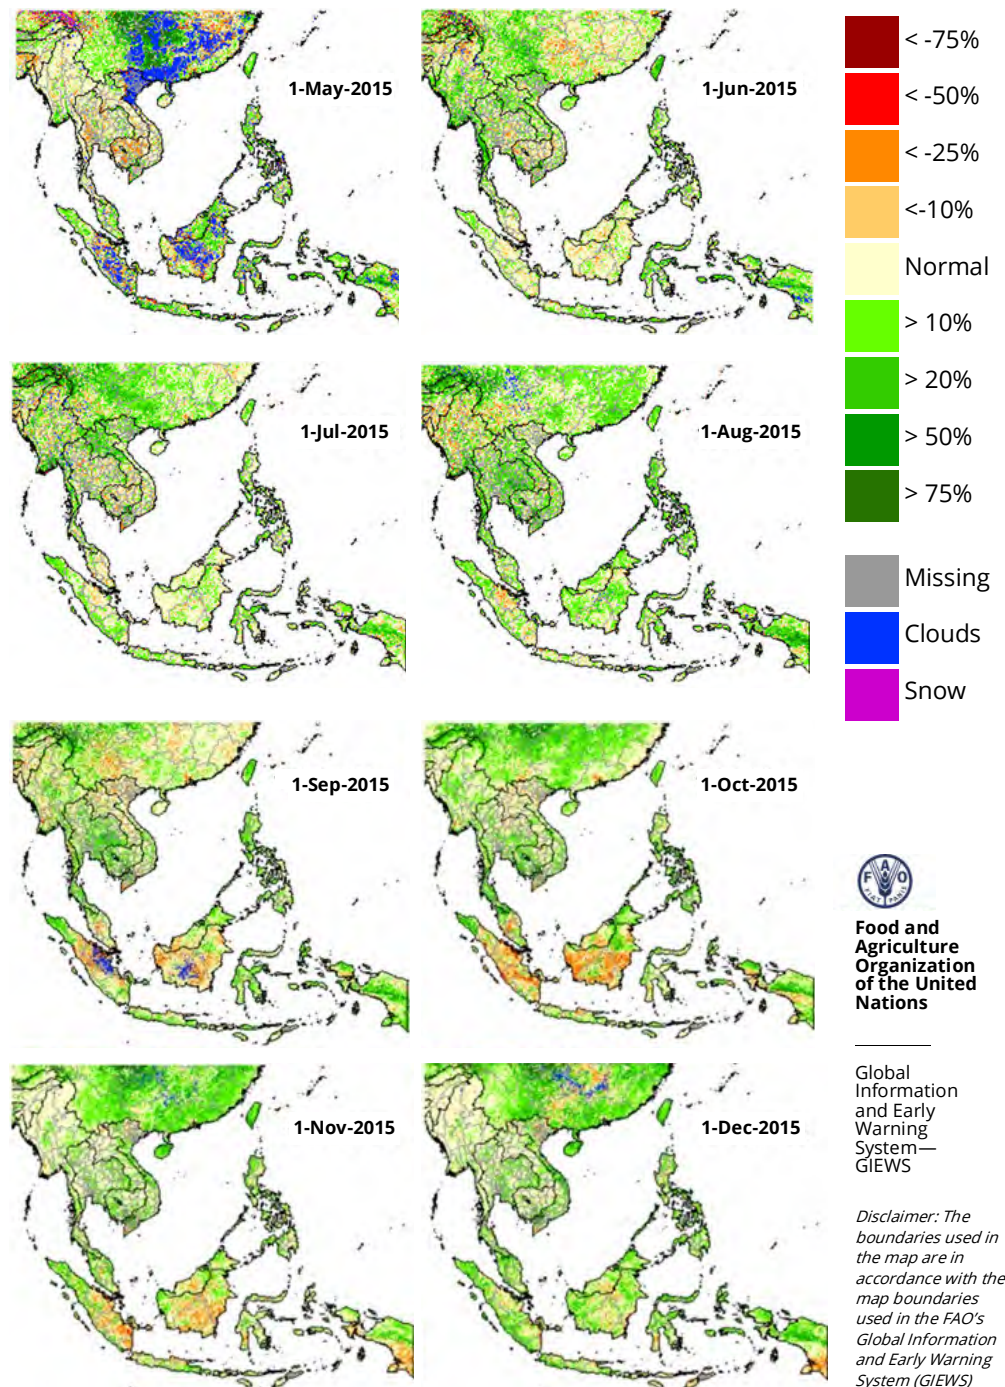 1-May-2015
1-Jun-2015
1-Jul-2015
1-Aug-2015
1-Sep-2015
1-Oct-2015
1-Nov-2015
1-Dec-2015
< -75%
< -50%
< -25%
<-10%
Normal
> 10%
> 20%
> 50%
> 75%
Missing
Clouds
Snow
F A O
FIAT PANIS
Food and
Agriculture
Organization
of the United
Nations
Global
Information
and Early
Warning
System—
GIEWS
Disclaimer: The
boundaries used in
the map are in
accordance with the
map boundaries
used in the FAO's
Global Information
and Early Warning
System (GIEWS)